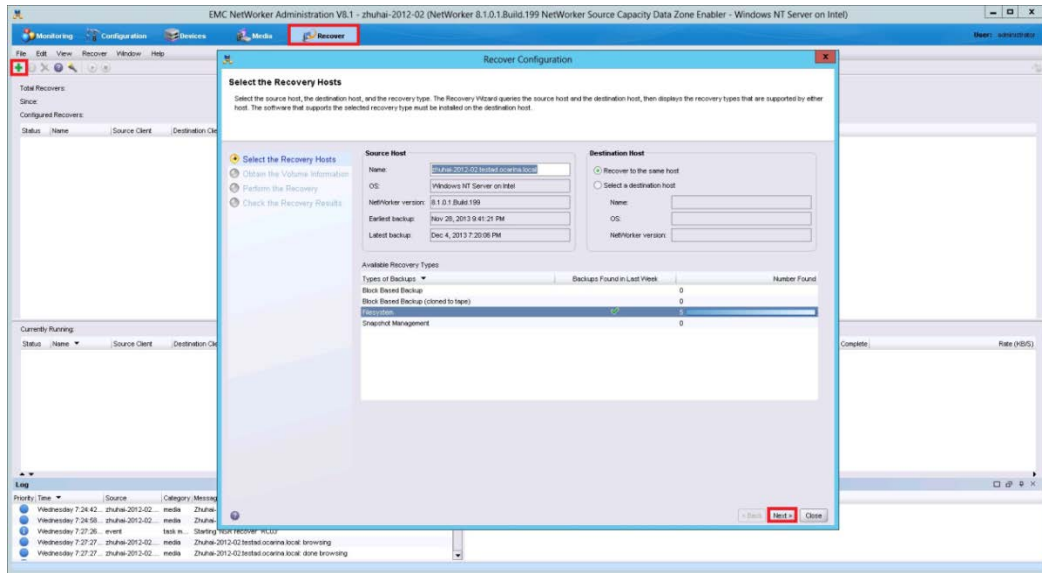 EMC NetWorker Administration V8.1 - zhuhai-2012-02 (NetWorker 8.1.0.1.Build.199 NetWorker Source Capacity Data Zone Enabler - Windows NT Server on Intel)
Monitoring Configuration Devices Media Recover User: administrator
File Edit View Recover Window Help
Total Recovers:
Since:
Configured Recovers:
Status Name Source Client Destination Clie
Recover Configuration
Select the Recovery Hosts
Select the source host, the destination host, and the recovery type. The Recovery Wizard queries the source host and the destination host, then displays the recovery types that are supported by either
host. The software that supports the selected recovery type must be installed on the destination host.
Select the Recovery Hosts
Obtain the Volume Information
Perform the Recovery
Check the Recovery Results
Source Host
Name: zhuhai-2012-02.testad.ocarina.local
OS: Windows NT Server on Intel
NetWorker version: 8.1.0.1.Build.199
Earliest backup: Nov 28, 2013 9:41:21 PM
Latest backup: Dec 4, 2013 7:20:06 PM
Destination Host
Recover to the same host
Select a destination host
Name:
OS:
NetWorker version:
Available Recovery Types
Types of Backups Backups Found in Last Week Number Found
Block Based Backup 0
Block Based Backup (cloned to tape) 0
Filesystem 5
Snapshot Management 0
< Back Next > Close
Currently Running:
Status Name Source Client Destination Clie Complete Rate (KB/S)
Log
Priority Time Source Category Messag
Wednesday 7:24:42... zhuhai-2012-02.... media Zhuhai-
Wednesday 7:24:58... zhuhai-2012-02.... media Zhuhai-
Wednesday 7:27:26... event task m... Starting NSR recover
Wednesday 7:27:27... zhuhai-2012-02.... media Zhuhai-2012-02.testad.ocarina.local: browsing
Wednesday 7:27:27... zhuhai-2012-02.... media Zhuhai-2012-02.testad.ocarina.local: done browsing